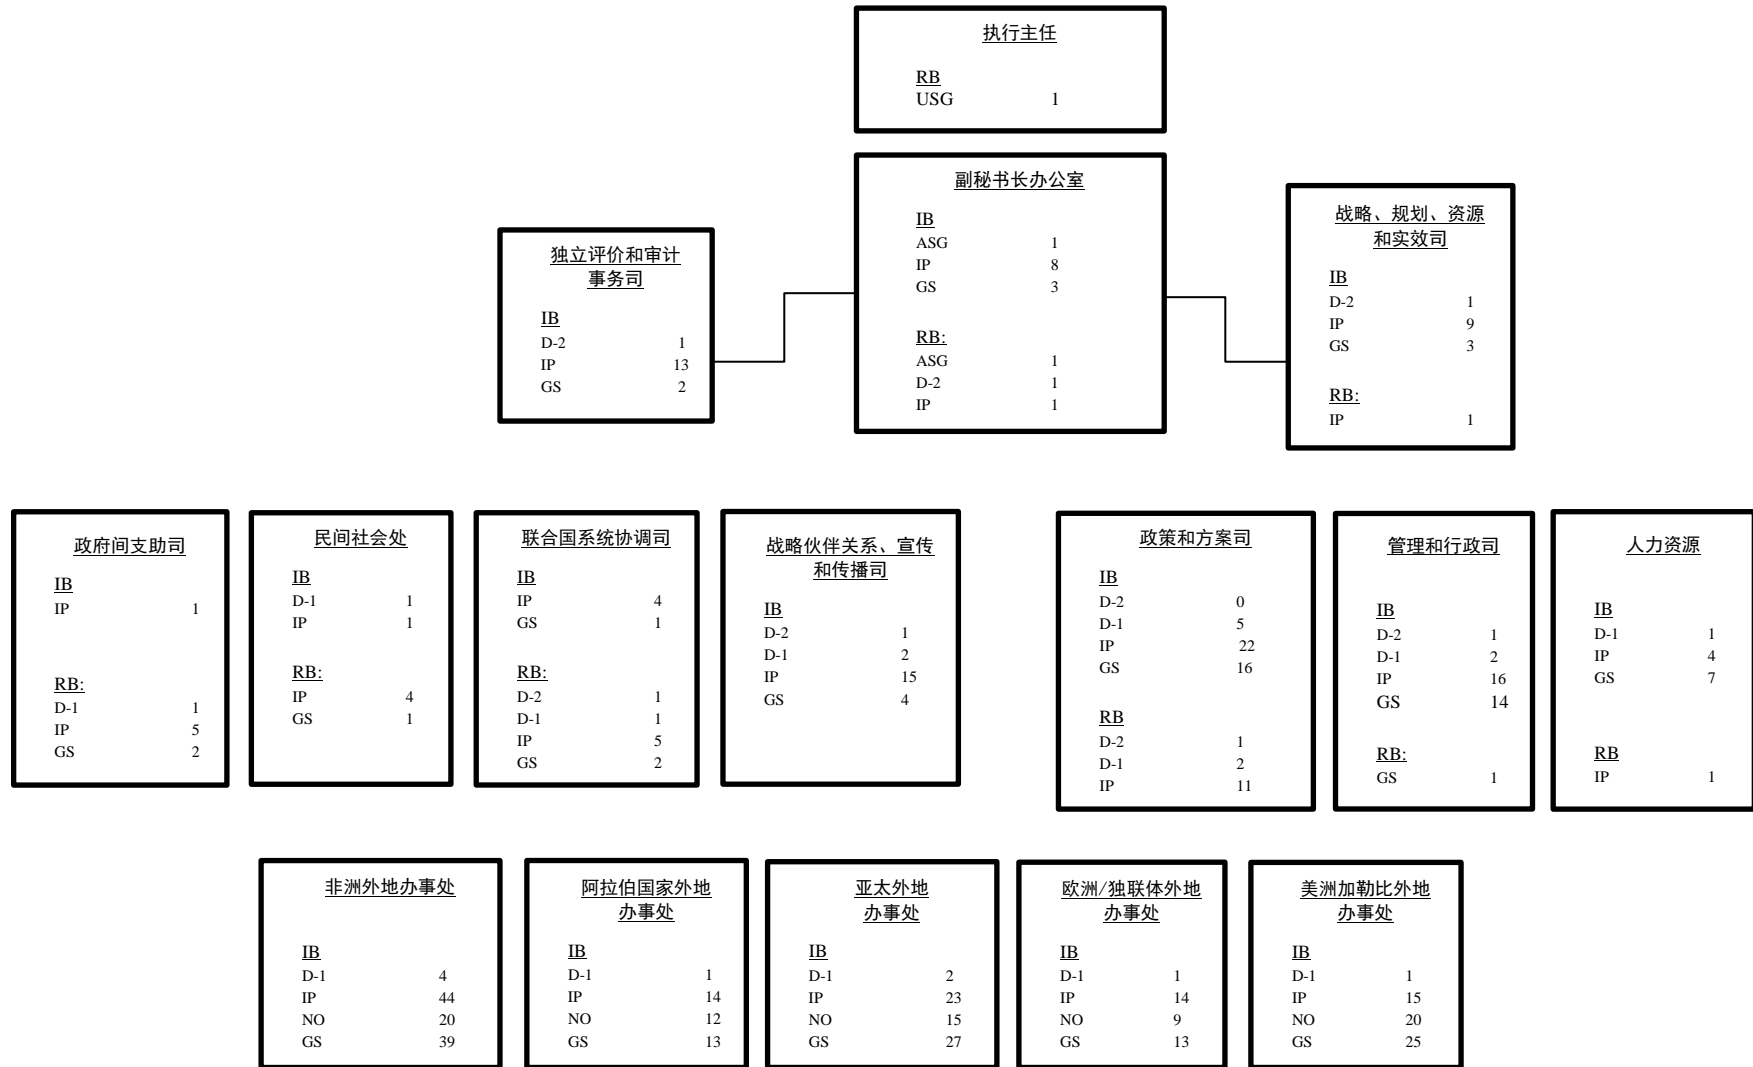 执行主任
RB
USG 1
副秘书长办公室
IB
ASG 1
IP 8
GS 3
RB:
ASG 1
D-2 1
IP 1
独立评价和审计
事务司
IB
D-2 1
IP 13
GS 2
战略、规划、资源
和实效司
IB
D-2 1
IP 9
GS 3
RB:
IP 1
政府间支助司
IB
IP 1
RB:
D-1 1
IP 5
GS 2
民间社会处
IB
D-1 1
IP 1
RB:
IP 4
GS 1
联合国系统协调司
IB
IP 4
GS 1
RB:
D-2 1
D-1 1
IP 5
GS 2
战略伙伴关系、宣传
和传播司
IB
D-2 1
D-1 2
IP 15
GS 4
政策和方案司
IB
D-2 0
D-1 5
IP 22
GS 16
RB
D-2 1
D-1 2
IP 11
管理和行政司
IB
D-2 1
D-1 2
IP 16
GS 14
RB:
GS 1
人力资源
IB
D-1 1
IP 4
GS 7
RB
IP 1
非洲外地办事处
IB
D-1 4
IP 44
NO 20
GS 39
阿拉伯国家外地
办事处
IB
D-1 1
IP 14
NO 12
GS 13
亚太外地
办事处
IB
D-1 2
IP 23
NO 15
GS 27
欧洲/独联体外地
办事处
IB
D-1 1
IP 14
NO 9
GS 13
美洲加勒比外地
办事处
IB
D-1 1
IP 15
NO 20
GS 25